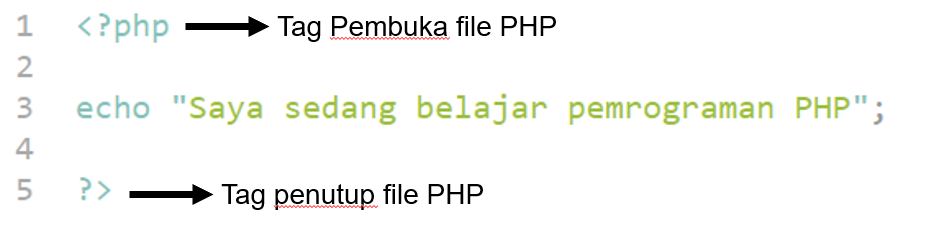 1 <?php Tag Pembuka file PHP
2
3 echo "Saya sedang belajar pemrograman PHP";
4
5 ?> Tag penutup file PHP